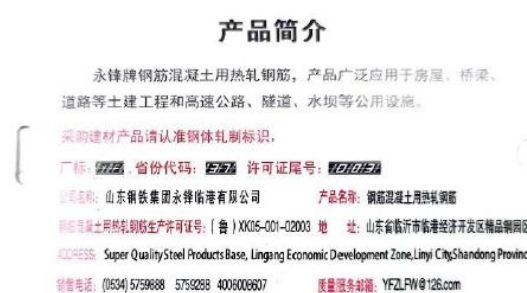 产品简介
永锋牌钢筋混凝土用热轧钢筋，产品广泛应用于房屋、桥梁、
道路等土建工程和高速公路、隧道、水坝等公用设施。
采购建材产品请认准钢体轧制标识，
厂标： 省份代码： 许可证尾号：
公司名称：山东钢铁集团永锋临港有限公司 产品名称：钢筋混凝土用热轧钢筋
钢筋混凝土用热轧钢筋生产许可证号：(鲁) XK05-001-02003 地 址：山东省临沂市临港经济开发区精品钢园区
ADDRESS: Super Quality Steel Products Base, Lingang Economic Development Zone,Linyi City,Shandong Provinc
销售电话：(0534) 5759688 5759288 4006008607 质量服务邮箱：YFZLFW@126.com